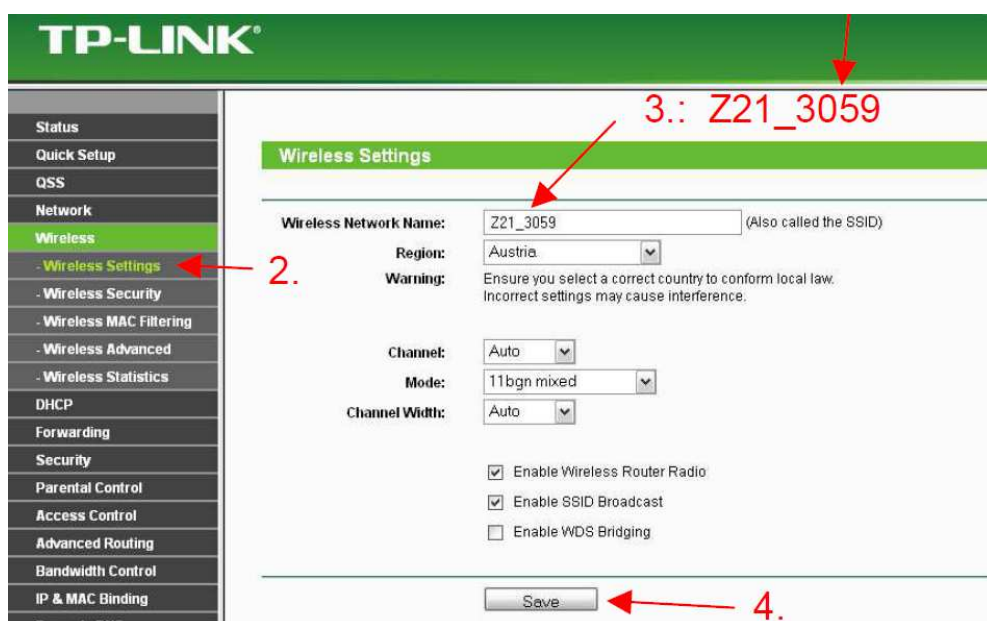 TP-LINK®
3.: Z21_3059
Status
Quick Setup
QSS
Network
Wireless
- Wireless Settings
- Wireless Security
- Wireless MAC Filtering
- Wireless Advanced
- Wireless Statistics
DHCP
Forwarding
Security
Parental Control
Access Control
Advanced Routing
Bandwidth Control
IP & MAC Binding
2.
Wireless Settings
Wireless Network Name: Z21_3059 (Also called the SSID)
Region: Austria
Warning: Ensure you select a correct country to conform local law.
Incorrect settings may cause interference.
Channel: Auto
Mode: 11bgn mixed
Channel Width: Auto
Enable Wireless Router Radio
Enable SSID Broadcast
Enable WDS Bridging
Save
4.